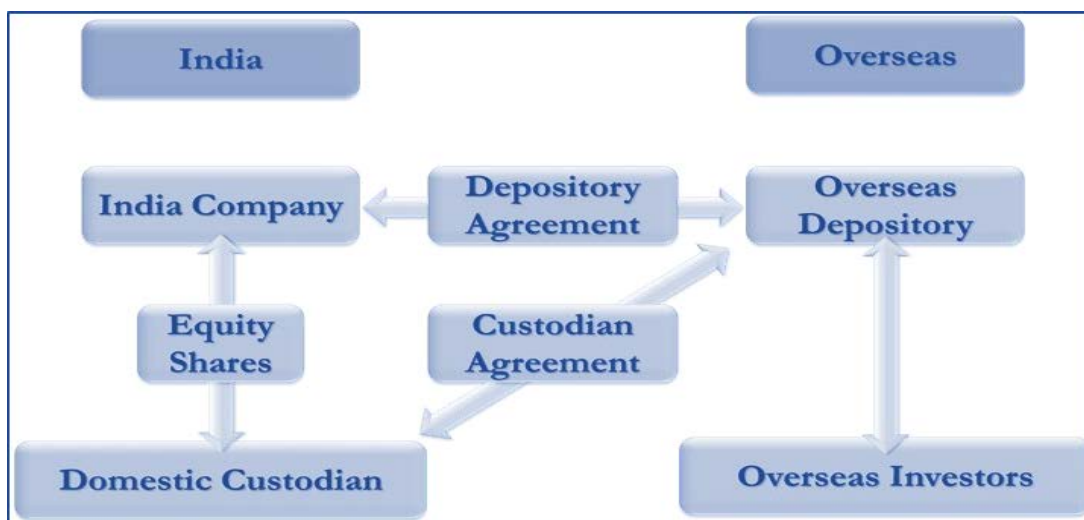 India
Overseas
India Company
Depository
Agreement
Overseas
Depository
Equity
Shares
Custodian
Agreement
Domestic Custodian
Overseas Investors